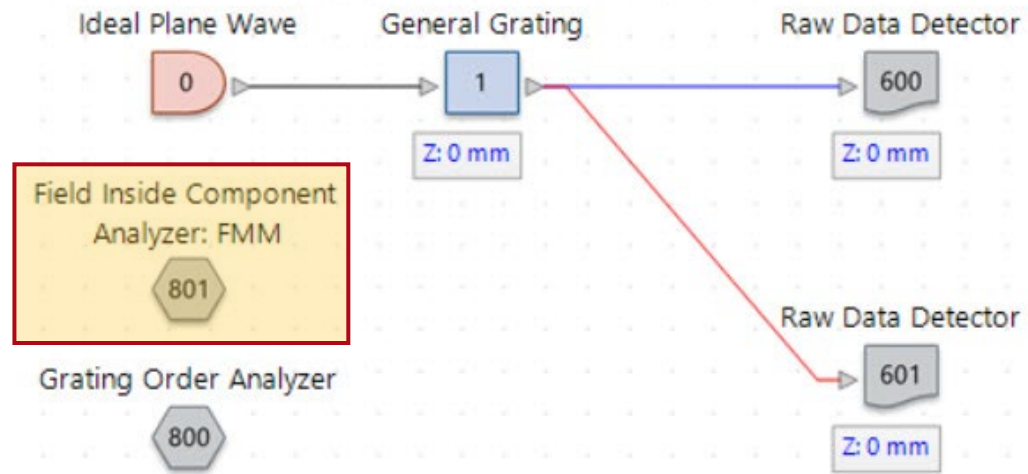 Ideal Plane Wave
General Grating
Raw Data Detector
0
1
600
Z: 0 mm
Z: 0 mm
Field Inside Component
Analyzer: FMM
801
Raw Data Detector
601
Grating Order Analyzer
800
Z: 0 mm